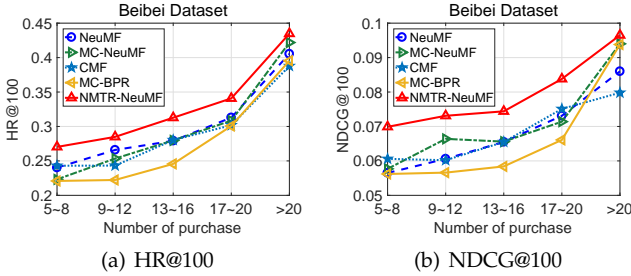 Beibei Dataset
HR@100
0.45
0.4
0.35
0.3
0.25
0.2
NeuMF
MC-NeuMF
CMF
MC-BPR
NMTR-NeuMF
5~8 9~12 13~16 17~20 >20
Number of purchase
(a) HR@100
Beibei Dataset
NDCG@100
0.1
0.09
0.08
0.07
0.06
0.05
NeuMF
MC-NeuMF
CMF
MC-BPR
NMTR-NeuMF
5~8 9~12 13~16 17~20 >20
Number of purchase
(b) NDCG@100